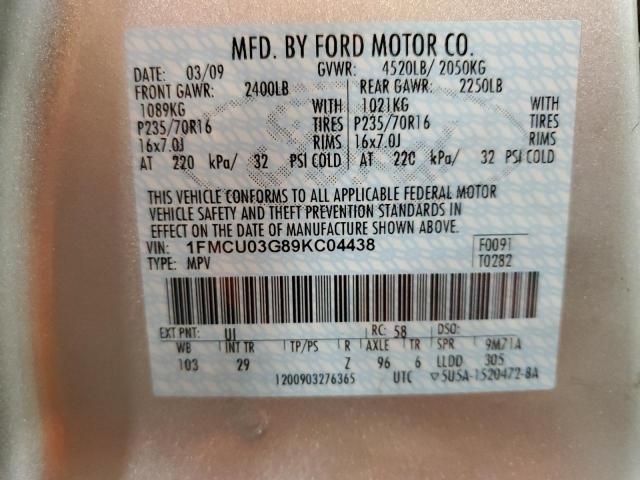 MFD. BY FORD MOTOR CO.
DATE: 03/09 GVWR: 4520LB/ 2050KG
FRONT GAWR: 2400LB REAR GAWR: 2250LB
1089KG WITH 1021KG WITH
P235/70R16 TIRES P235/70R16 TIRES
16x7.0J RIMS 16x7.0J RIMS
AT 220 kPa/ 32 PSI COLD AT 220 kPa/ 32 PSI COLD
THIS VEHICLE CONFORMS TO ALL APPLICABLE FEDERAL MOTOR
VEHICLE SAFETY AND THEFT PREVENTION STANDARDS IN
EFFECT ON THE DATE OF MANUFACTURE SHOWN ABOVE.
VIN: 1FMCU03G89KC04438 F0091
TYPE: MPV T0282
EXT PNT: UI RC: 58 DSO:
WB INT TR TP/PS R AXLE TR SPR 9M71A
103 29 Z 96 6 LLDD 305
1200903276365 UTC ▽5U5A-1520472-BA